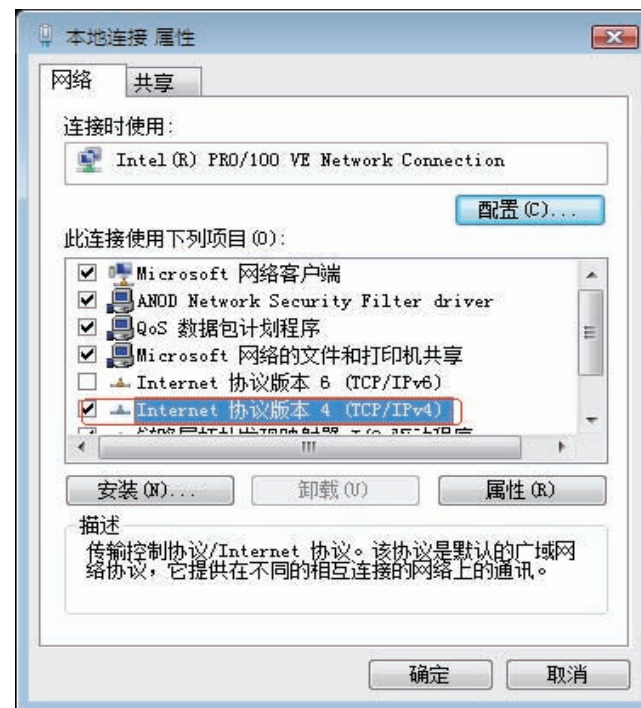 本地连接 属性
网络
共享
连接时使用:
Intel(R) PRO/100 VE Network Connection
配置(C)...
此连接使用下列项目(O):
Microsoft 网络客户端
ANOD Network Security Filter driver
QoS 数据包计划程序
Microsoft 网络的文件和打印机共享
Internet 协议版本 6 (TCP/IPv6)
Internet 协议版本 4 (TCP/IPv4)
安装(N)...
卸载(U)
属性(R)
描述
传输控制协议/Internet 协议。该协议是默认的广域网
络协议，它提供在不同的相互连接的网络上的通讯。
确定
取消